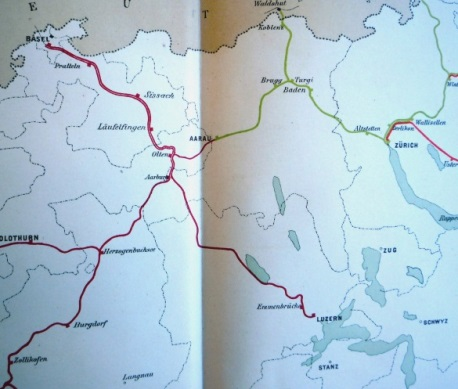 E U T
Waldshut
Koblenz
BASEL
Pratteln
Sissach
Brugg Turgi
Baden
Läufelfingen
AARAU
Altstetten
Wallisellen
Oerlikon
ZÜRICH
Olten
Aarburg
OLOTHURN
Herzogenbuchsee
ZUG
Emmenbrücke
LUZERN
SCHWYZ
Burgdorf
Zollikofen
Langnau
STANZ